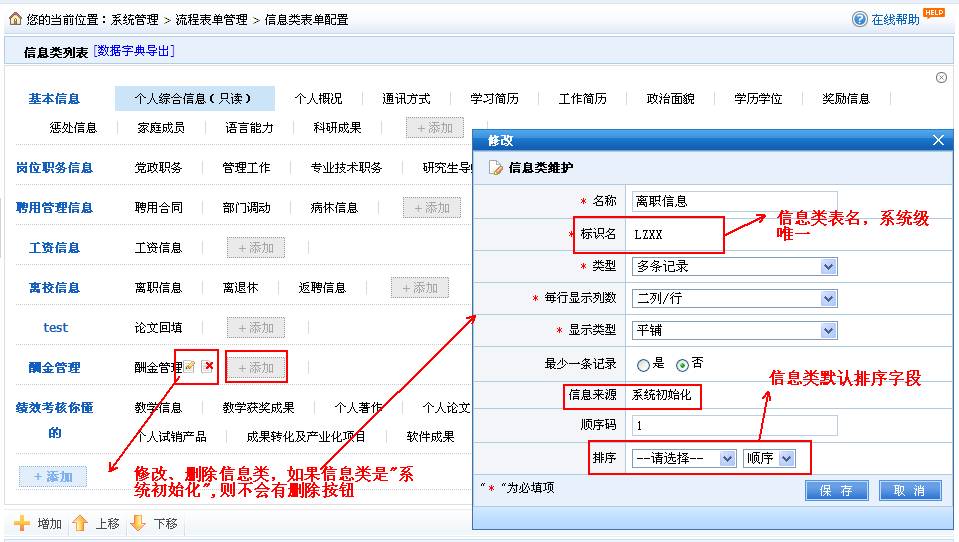 您的当前位置：系统管理 > 流程表单管理 > 信息类表单配置
在线帮助 HELP
信息类列表 [数据字典导出]
基本信息 个人综合信息（只读） 个人概况 通讯方式 学习简历 工作简历 政治面貌 学历学位 奖励信息
惩处信息 家庭成员 语言能力 科研成果 +添加
岗位职务信息 党政职务 管理工作 专业技术职务 研究生导
聘用管理信息 聘用合同 部门调动 病休信息 +添加
工资信息 工资信息 +添加
离校信息 离职信息 离退休 返聘信息 +添加
test 论文回填 +添加
酬金管理 酬金管理 +添加
绩效考核你懂的 教学信息 教学获奖成果 个人著作 个人论文
个人试销产品 成果转化及产业化项目 软件成果
+添加
修改、删除信息类，如果信息类是"系
统初始化",则不会有删除按钮
增加 上移 下移
修改
信息类维护
* 名称 离职信息
* 标识名 LZXX
信息类表名，系统级
唯一
* 类型 多条记录
* 每行显示列数 二列/行
* 显示类型 平铺
最少一条记录 是 否
信息类默认排序字段
信息来源 系统初始化
顺序码 1
排序 --请选择-- 顺序
"*"为必填项
保 存 取 消